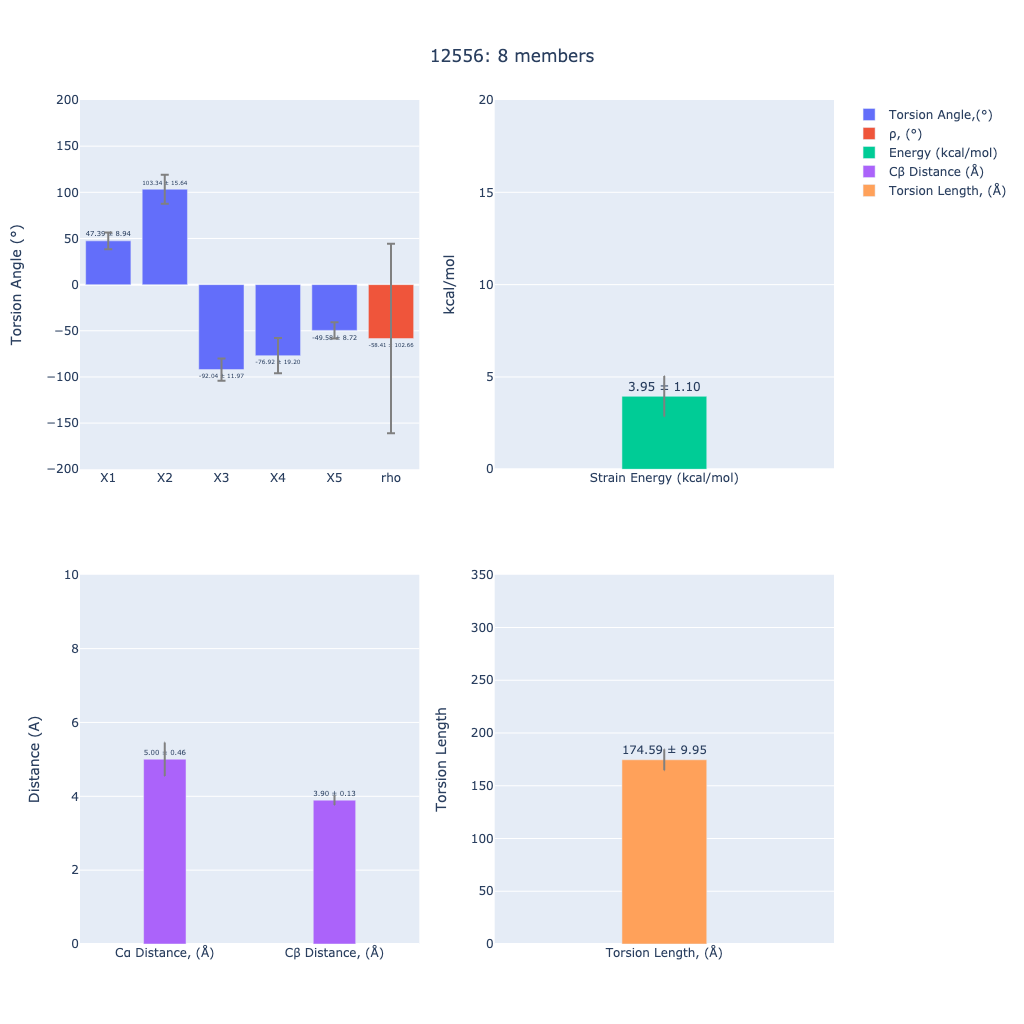 12556: 8 members
200
150
100
50
0
−50
−100
−150
−200
Torsion Angle (°)
47.39 ± 8.94
103.34 ± 15.64
-92.04 ± 11.97
-76.92 ± 19.20
-49.58 ± 8.72
-58.41 ± 102.66
X1 X2 X3 X4 X5 rho
20
15
10
5
0
kcal/mol
3.95 ± 1.10
Strain Energy (kcal/mol)
Torsion Angle,(°)
ρ, (°)
Energy (kcal/mol)
Cβ Distance (Å)
Torsion Length, (Å)
10
8
6
4
2
0
Distance (A)
5.00 ± 0.46
3.90 ± 0.13
Cα Distance, (Å) Cβ Distance, (Å)
350
300
250
200
150
100
50
0
Torsion Length
174.59 ± 9.95
Torsion Length, (Å)